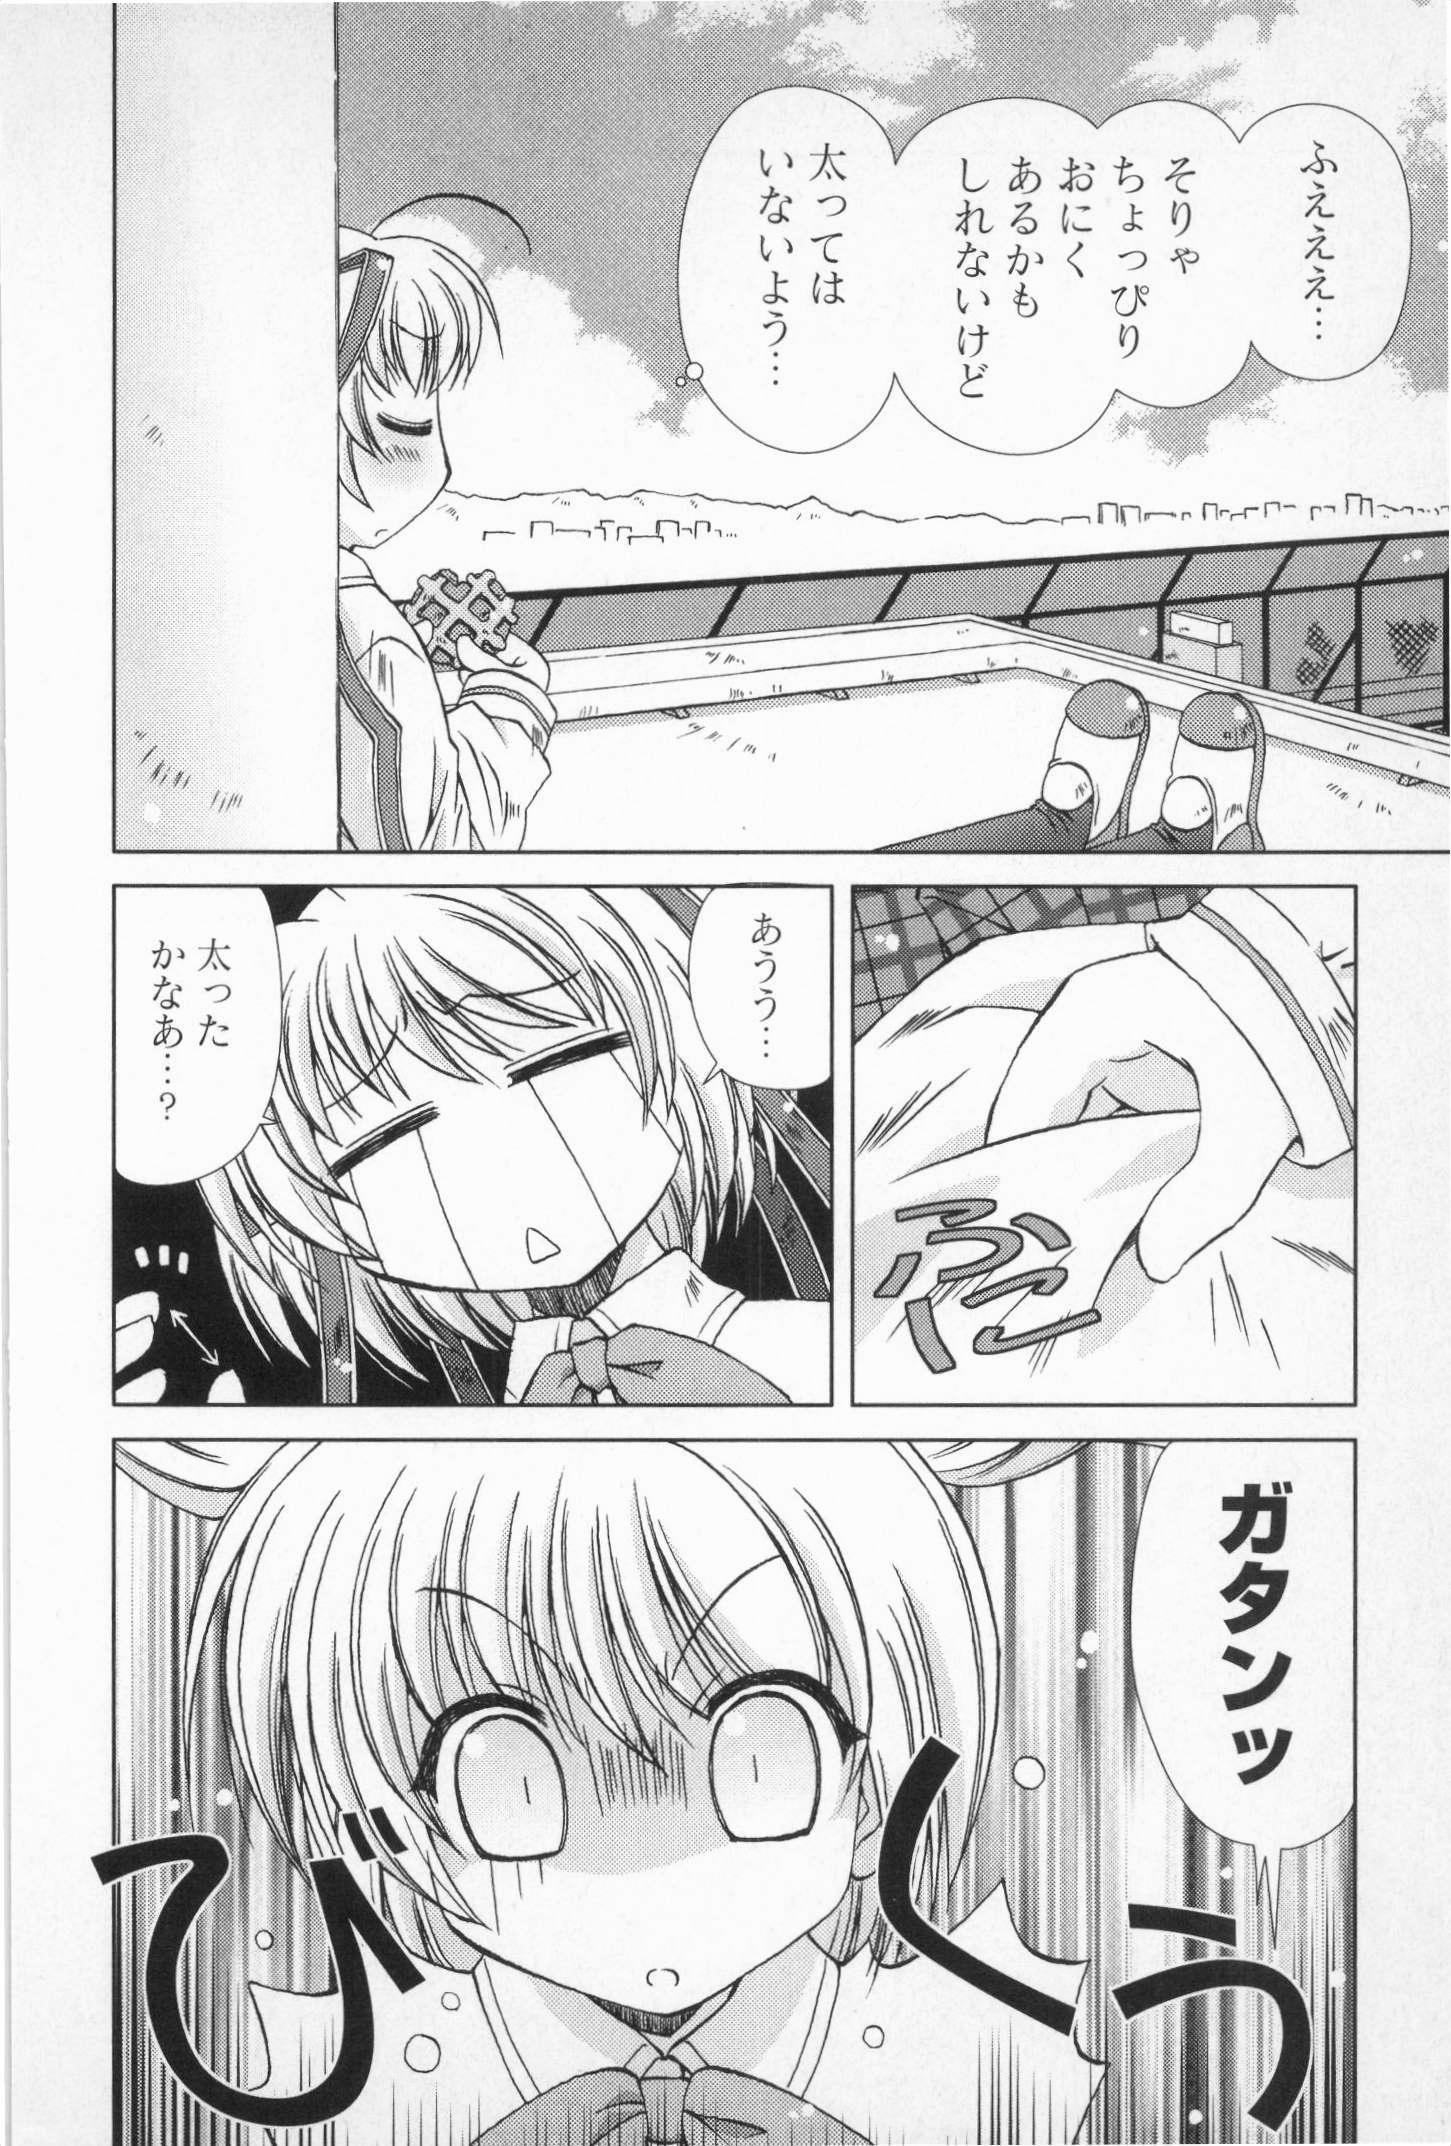 ふえええ…
そりゃ
ちょっぴり
おにく
あるかも
しれないけど
太っては
いないよう…
ふに
あうう…
太った
かなあ…?
ガタンッ
びくう